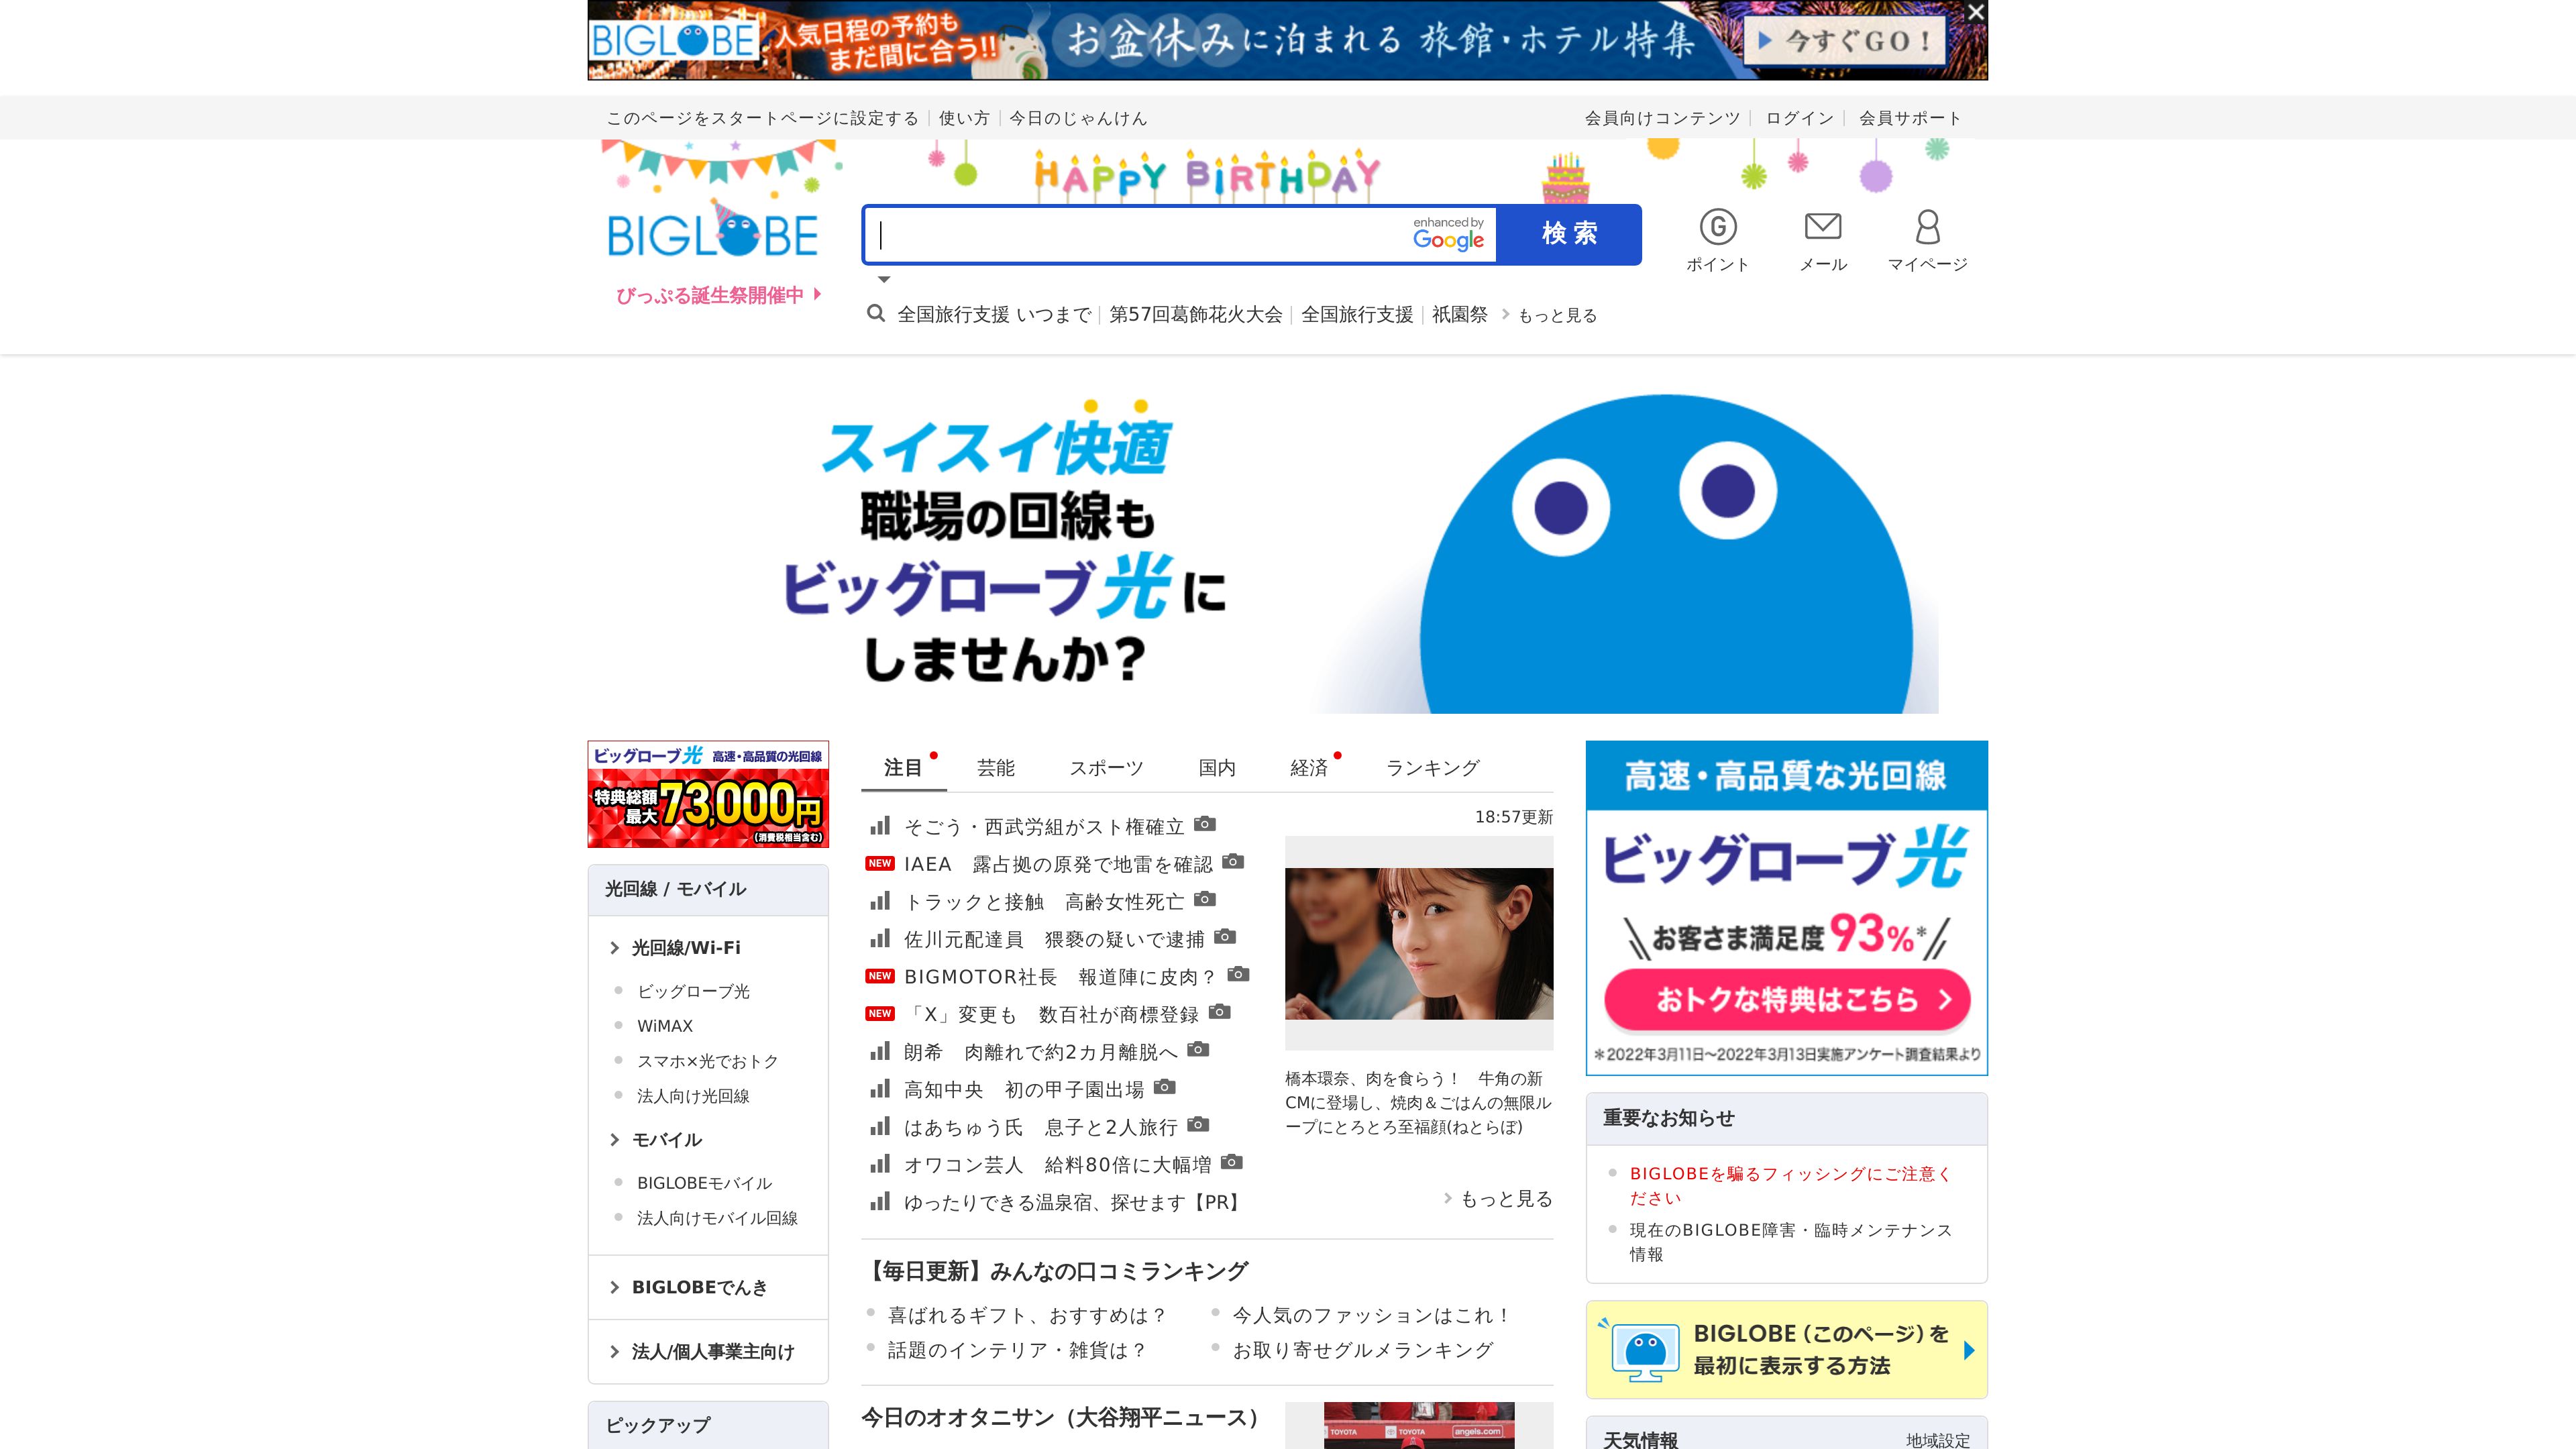 BIGLOBE 人気日程の予約も まだ間に合う!! お盆休みに泊まれる 旅館・ホテル特集 今すぐGO！
このページをスタートページに設定する 使い方 今日のじゃんけん 会員向けコンテンツ ログイン 会員サポート
HAPPY BIRTHDAY
BIGLOBE
enhanced by Google
検索
ポイント メール マイページ
びっぷる誕生祭開催中
全国旅行支援 いつまで 第57回葛飾花火大会 全国旅行支援 祇園祭 もっと見る
スイスイ快適
職場の回線も
ビッグローブ光に
しませんか?
ビッグローブ光 高速・高品質の光回線
特典総額 最大 73,000円
(消費税相当含む)
光回線 / モバイル
光回線/Wi-Fi
ビッグローブ光
WiMAX
スマホ×光でおトク
法人向け光回線
モバイル
BIGLOBEモバイル
法人向けモバイル回線
BIGLOBEでんき
法人/個人事業主向け
ピックアップ
注目 芸能 スポーツ 国内 経済 ランキング
18:57更新
そごう・西武労組がスト権確立
NEW IAEA　露占拠の原発で地雷を確認
トラックと接触　高齢女性死亡
佐川元配達員　猥褻の疑いで逮捕
NEW BIGMOTOR社長　報道陣に皮肉？
NEW 「X」変更も　数百社が商標登録
朗希　肉離れで約2カ月離脱へ
高知中央　初の甲子園出場
はあちゅう氏　息子と2人旅行
オワコン芸人　給料80倍に大幅増
ゆったりできる温泉宿、探せます【PR】
橋本環奈、肉を食らう！　牛角の新
CMに登場し、焼肉＆ごはんの無限ル
ープにとろとろ至福顔(ねとらぼ)
もっと見る
【毎日更新】みんなの口コミランキング
喜ばれるギフト、おすすめは？ 今人気のファッションはこれ！
話題のインテリア・雑貨は？ お取り寄せグルメランキング
今日のオオタニサン（大谷翔平ニュース）
TOYOTA TOYOTA angels.com
高速・高品質な光回線
ビッグローブ光
お客さま満足度93%*
おトクな特典はこちら
＊2022年3月11日～2022年3月13日実施アンケート調査結果より
重要なお知らせ
BIGLOBEを騙るフィッシングにご注意く
ださい
現在のBIGLOBE障害・臨時メンテナンス
情報
BIGLOBE（このページ）を
最初に表示する方法
天気情報 地域設定